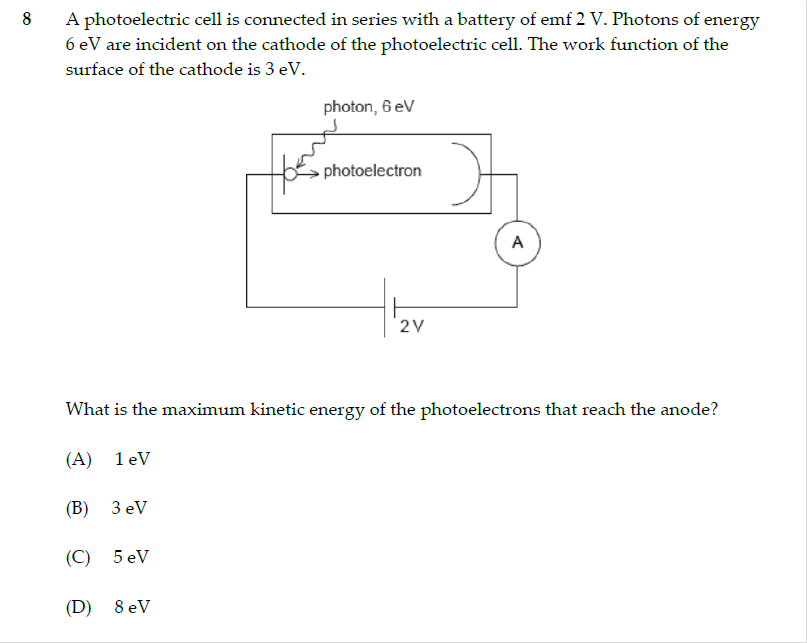 8 A photoelectric cell is connected in series with a battery of emf 2 V. Photons of energy
6 eV are incident on the cathode of the photoelectric cell. The work function of the
surface of the cathode is 3 eV.
photon, 6 eV
photoelectron
A
2 V
What is the maximum kinetic energy of the photoelectrons that reach the anode?
(A) 1 eV
(B) 3 eV
(C) 5 eV
(D) 8 eV